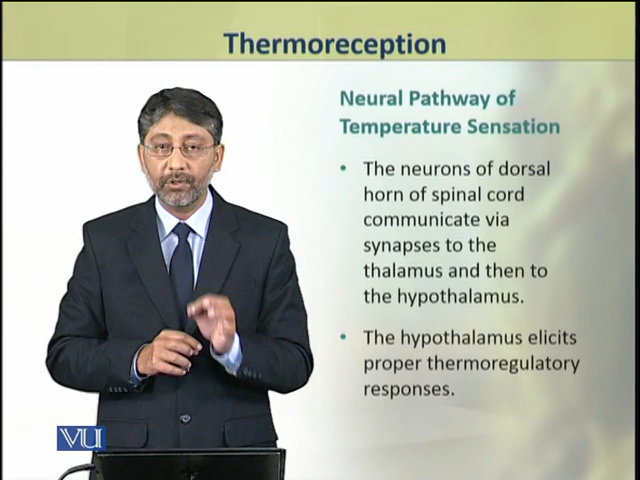 Thermoreception
Neural Pathway of
Temperature Sensation
• The neurons of dorsal
horn of spinal cord
communicate via
synapses to the
thalamus and then to
the hypothalamus.
• The hypothalamus elicits
proper thermoregulatory
responses.
VU